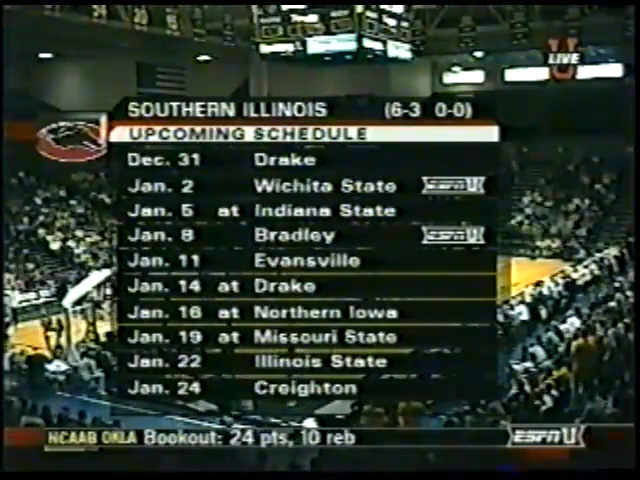 U
LIVE
SOUTHERN ILLINOIS (6-3 0-0)
UPCOMING SCHEDULE
Dec. 31 Drake
Jan. 2 Wichita State ESPNU
Jan. 5 at Indiana State
Jan. 8 Bradley ESPNU
Jan. 11 Evansville
Jan. 14 at Drake
Jan. 16 at Northern Iowa
Jan. 19 at Missouri State
Jan. 22 Illinois State
Jan. 24 Creighton
NCAAB OKLA Bookout: 24 pts, 10 reb ESPNU